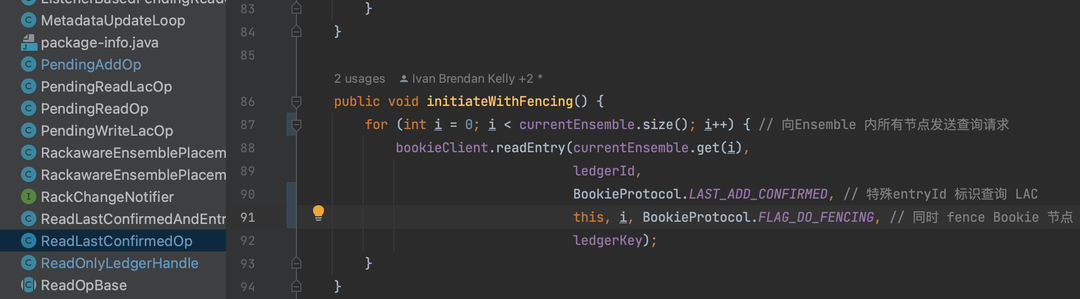 ListenerBasedPendingRead
MetadataUpdateLoop
package-info.java
PendingAddOp
PendingReadLacOp
PendingReadOp
PendingWriteLacOp
RackawareEnsemblePlacem
RackawareEnsemblePlacem
RackChangeNotifier
ReadLastConfirmedAndEntr
ReadLastConfirmedOp
ReadOnlyLedgerHandle
ReadOpBase
83 }
84 }
85
2 usages Ivan Brendan Kelly +2 *
86 public void initiateWithFencing() {
87 for (int i = 0; i < currentEnsemble.size(); i++) { // 向Ensemble 内所有节点发送查询请求
88 bookieClient.readEntry(currentEnsemble.get(i),
89 ledgerId,
90 BookieProtocol.LAST_ADD_CONFIRMED, // 特殊entryId 标识查询 LAC
91 this, i, BookieProtocol.FLAG_DO_FENCING, // 同时 fence Bookie 节点
92 ledgerKey);
93 }
94 }